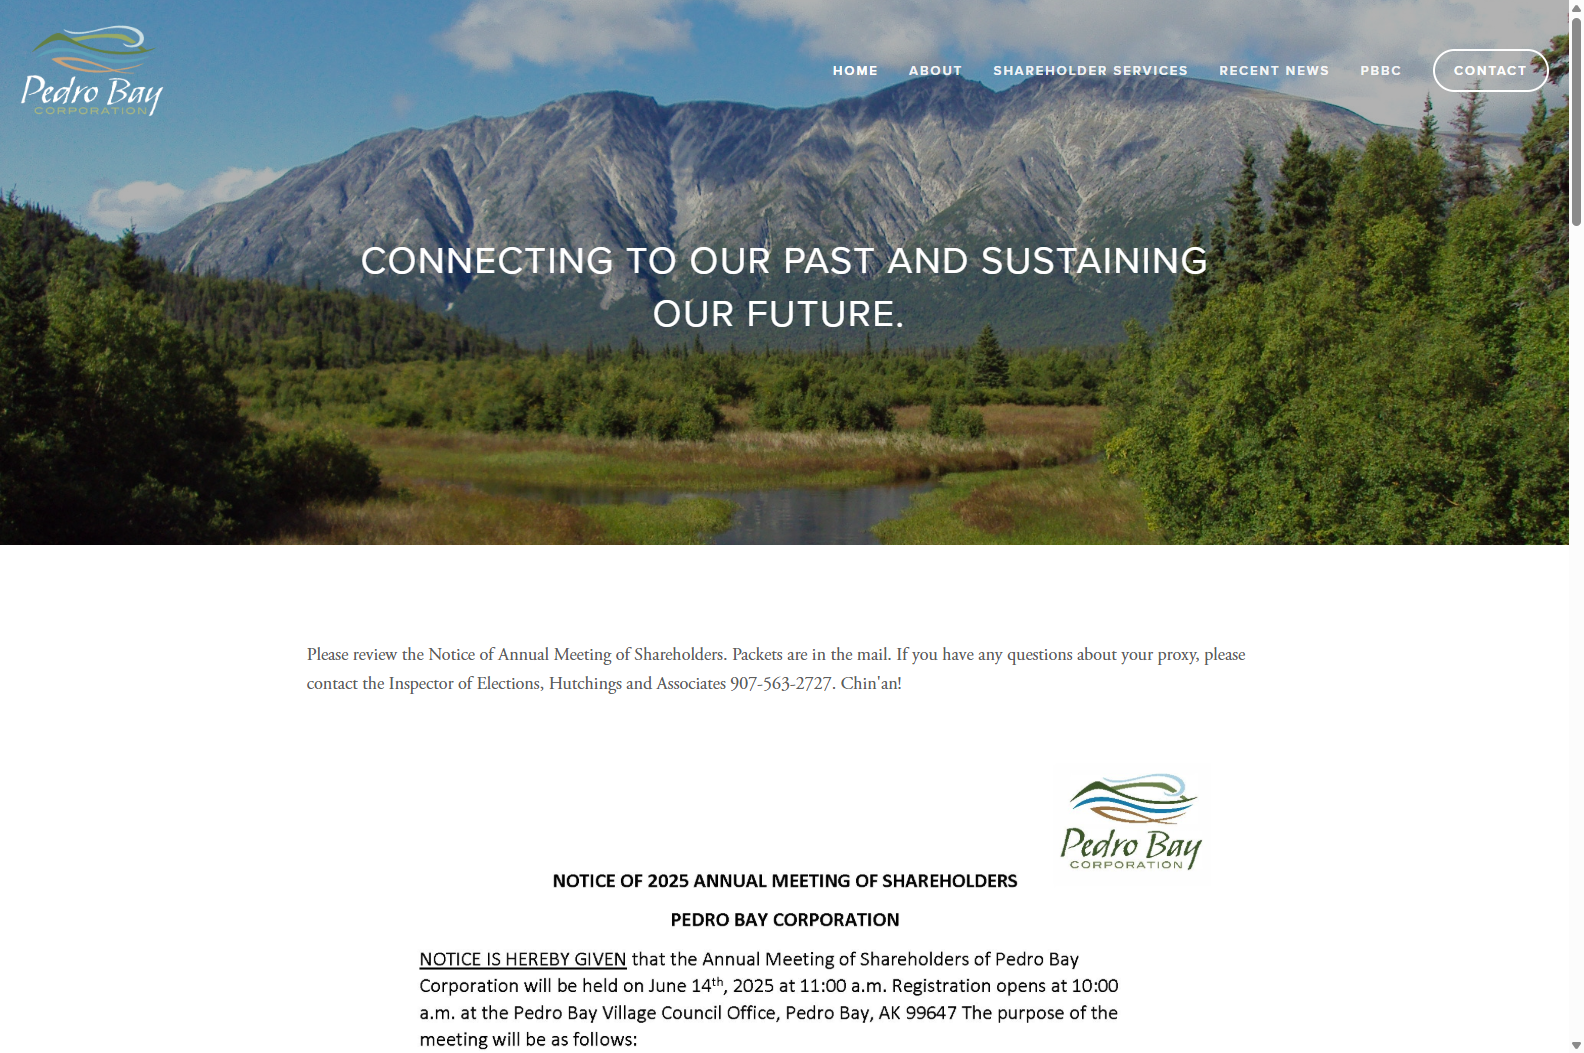 Pedro Bay
CORPORATION
HOME ABOUT SHAREHOLDER SERVICES RECENT NEWS PBBC CONTACT
CONNECTING TO OUR PAST AND SUSTAINING
OUR FUTURE.
Please review the Notice of Annual Meeting of Shareholders. Packets are in the mail. If you have any questions about your proxy, please
contact the Inspector of Elections, Hutchings and Associates 907-563-2727. Chin'an!
Pedro Bay
CORPORATION
NOTICE OF 2025 ANNUAL MEETING OF SHAREHOLDERS
PEDRO BAY CORPORATION
NOTICE IS HEREBY GIVEN that the Annual Meeting of Shareholders of Pedro Bay
Corporation will be held on June 14th, 2025 at 11:00 a.m. Registration opens at 10:00
a.m. at the Pedro Bay Village Council Office, Pedro Bay, AK 99647 The purpose of the
meeting will be as follows: